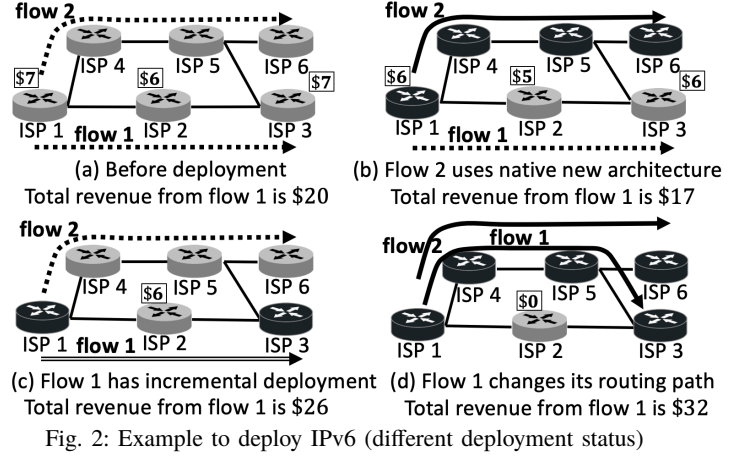 flow 2
ISP 4
ISP 5
ISP 6
$7
$6
$7
ISP 1
ISP 2
ISP 3
flow 1
(a) Before deployment
Total revenue from flow 1 is $20
flow 2
ISP 4
ISP 5
ISP 6
$6
$5
$6
ISP 1
ISP 2
ISP 3
flow 1
(b) Flow 2 uses native new architecture
Total revenue from flow 1 is $17
flow 2
ISP 4
ISP 5
ISP 6
$6
ISP 1
flow 1
ISP 2
ISP 3
(c) Flow 1 has incremental deployment
Total revenue from flow 1 is $26
flow 2
flow 1
ISP 4
ISP 5
ISP 6
$0
ISP 1
ISP 2
ISP 3
(d) Flow 1 changes its routing path
Total revenue from flow 1 is $32
Fig. 2: Example to deploy IPv6 (different deployment status)